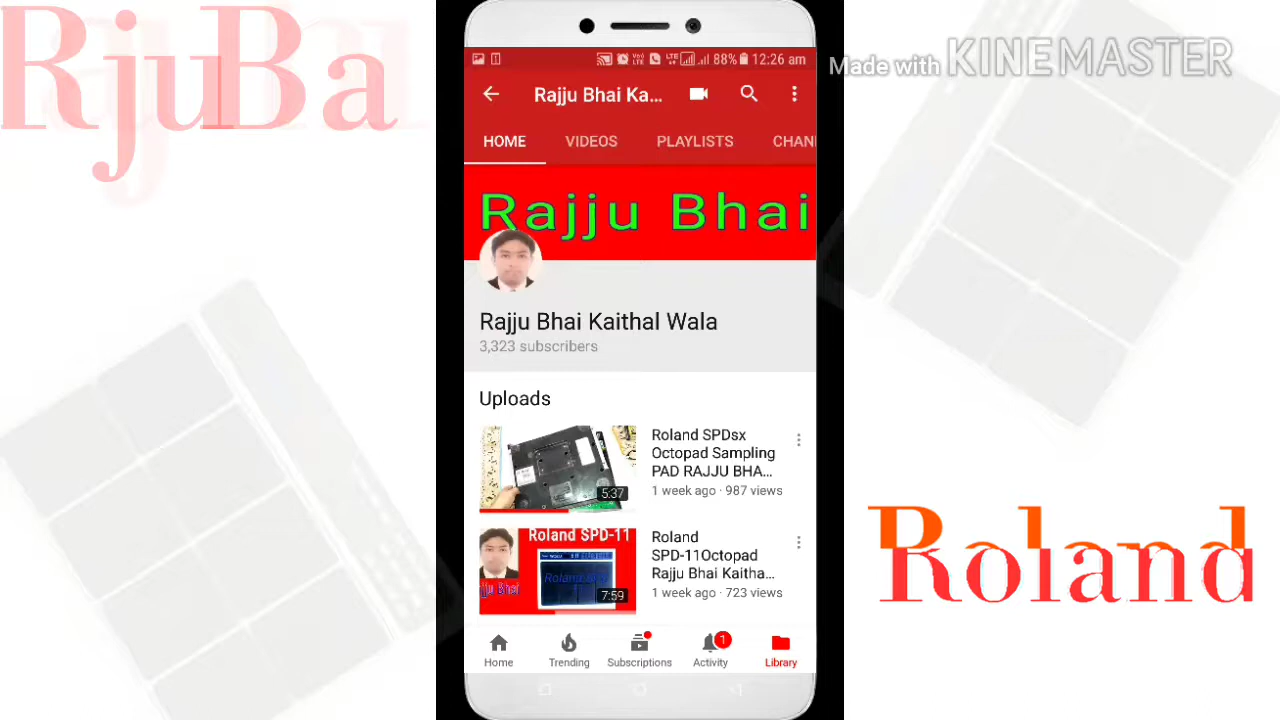 RjuBa
Made with KINEMASTER
88% 12:26 am
Rajju Bhai Ka...
HOME VIDEOS PLAYLISTS CHAN
Rajju Bhai
Rajju Bhai Kaithal Wala
3,323 subscribers
Uploads
Roland SPDsx
Octopad Sampling
PAD RAJJU BHA...
1 week ago · 987 views
5:37
Roland SPD-11
7:59
Roland
SPD-11Octopad
Rajju Bhai Kaitha...
1 week ago · 723 views
Home Trending Subscriptions Activity 1 Library
Roland